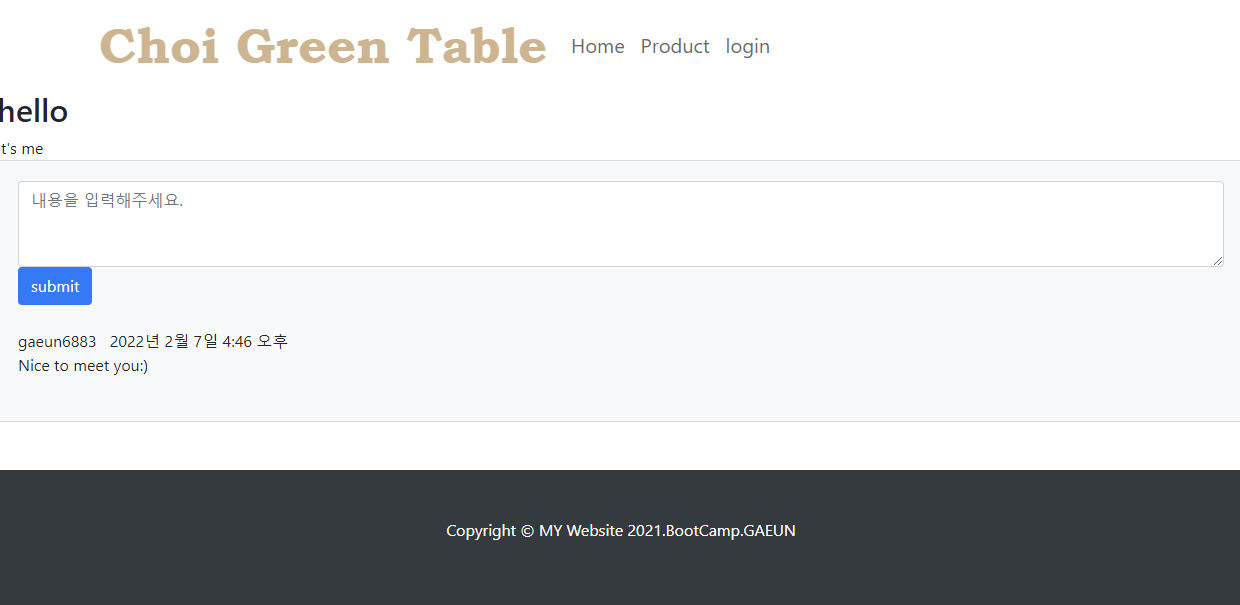 Choi Green Table Home Product login
hello
t's me
내용을 입력해주세요.
submit
gaeun6883 2022년 2월 7일 4:46 오후
Nice to meet you:)
Copyright © MY Website 2021.BootCamp.GAEUN